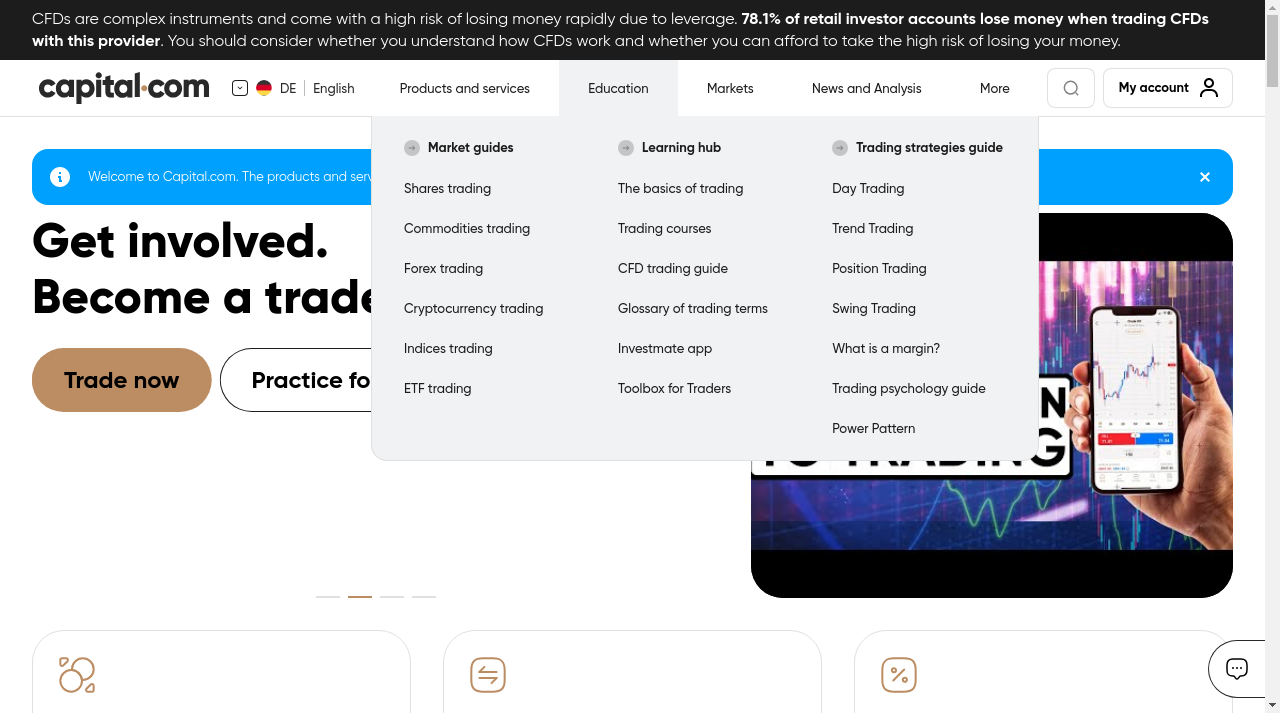 CFDs are complex instruments and come with a high risk of losing money rapidly due to leverage. 78.1% of retail investor accounts lose money when trading CFDs
with this provider. You should consider whether you understand how CFDs work and whether you can afford to take the high risk of losing your money.
capital.com
DE
English
Products and services
Education
Markets
News and Analysis
More
My account
Market guides
Shares trading
Commodities trading
Forex trading
Cryptocurrency trading
Indices trading
ETF trading
Learning hub
The basics of trading
Trading courses
CFD trading guide
Glossary of trading terms
Investmate app
Toolbox for Traders
Trading strategies guide
Day Trading
Trend Trading
Position Trading
Swing Trading
What is a margin?
Trading psychology guide
Power Pattern
Welcome to Capital.com. The products and serv
Get involved.
Become a trade
Trade now
Practice fo